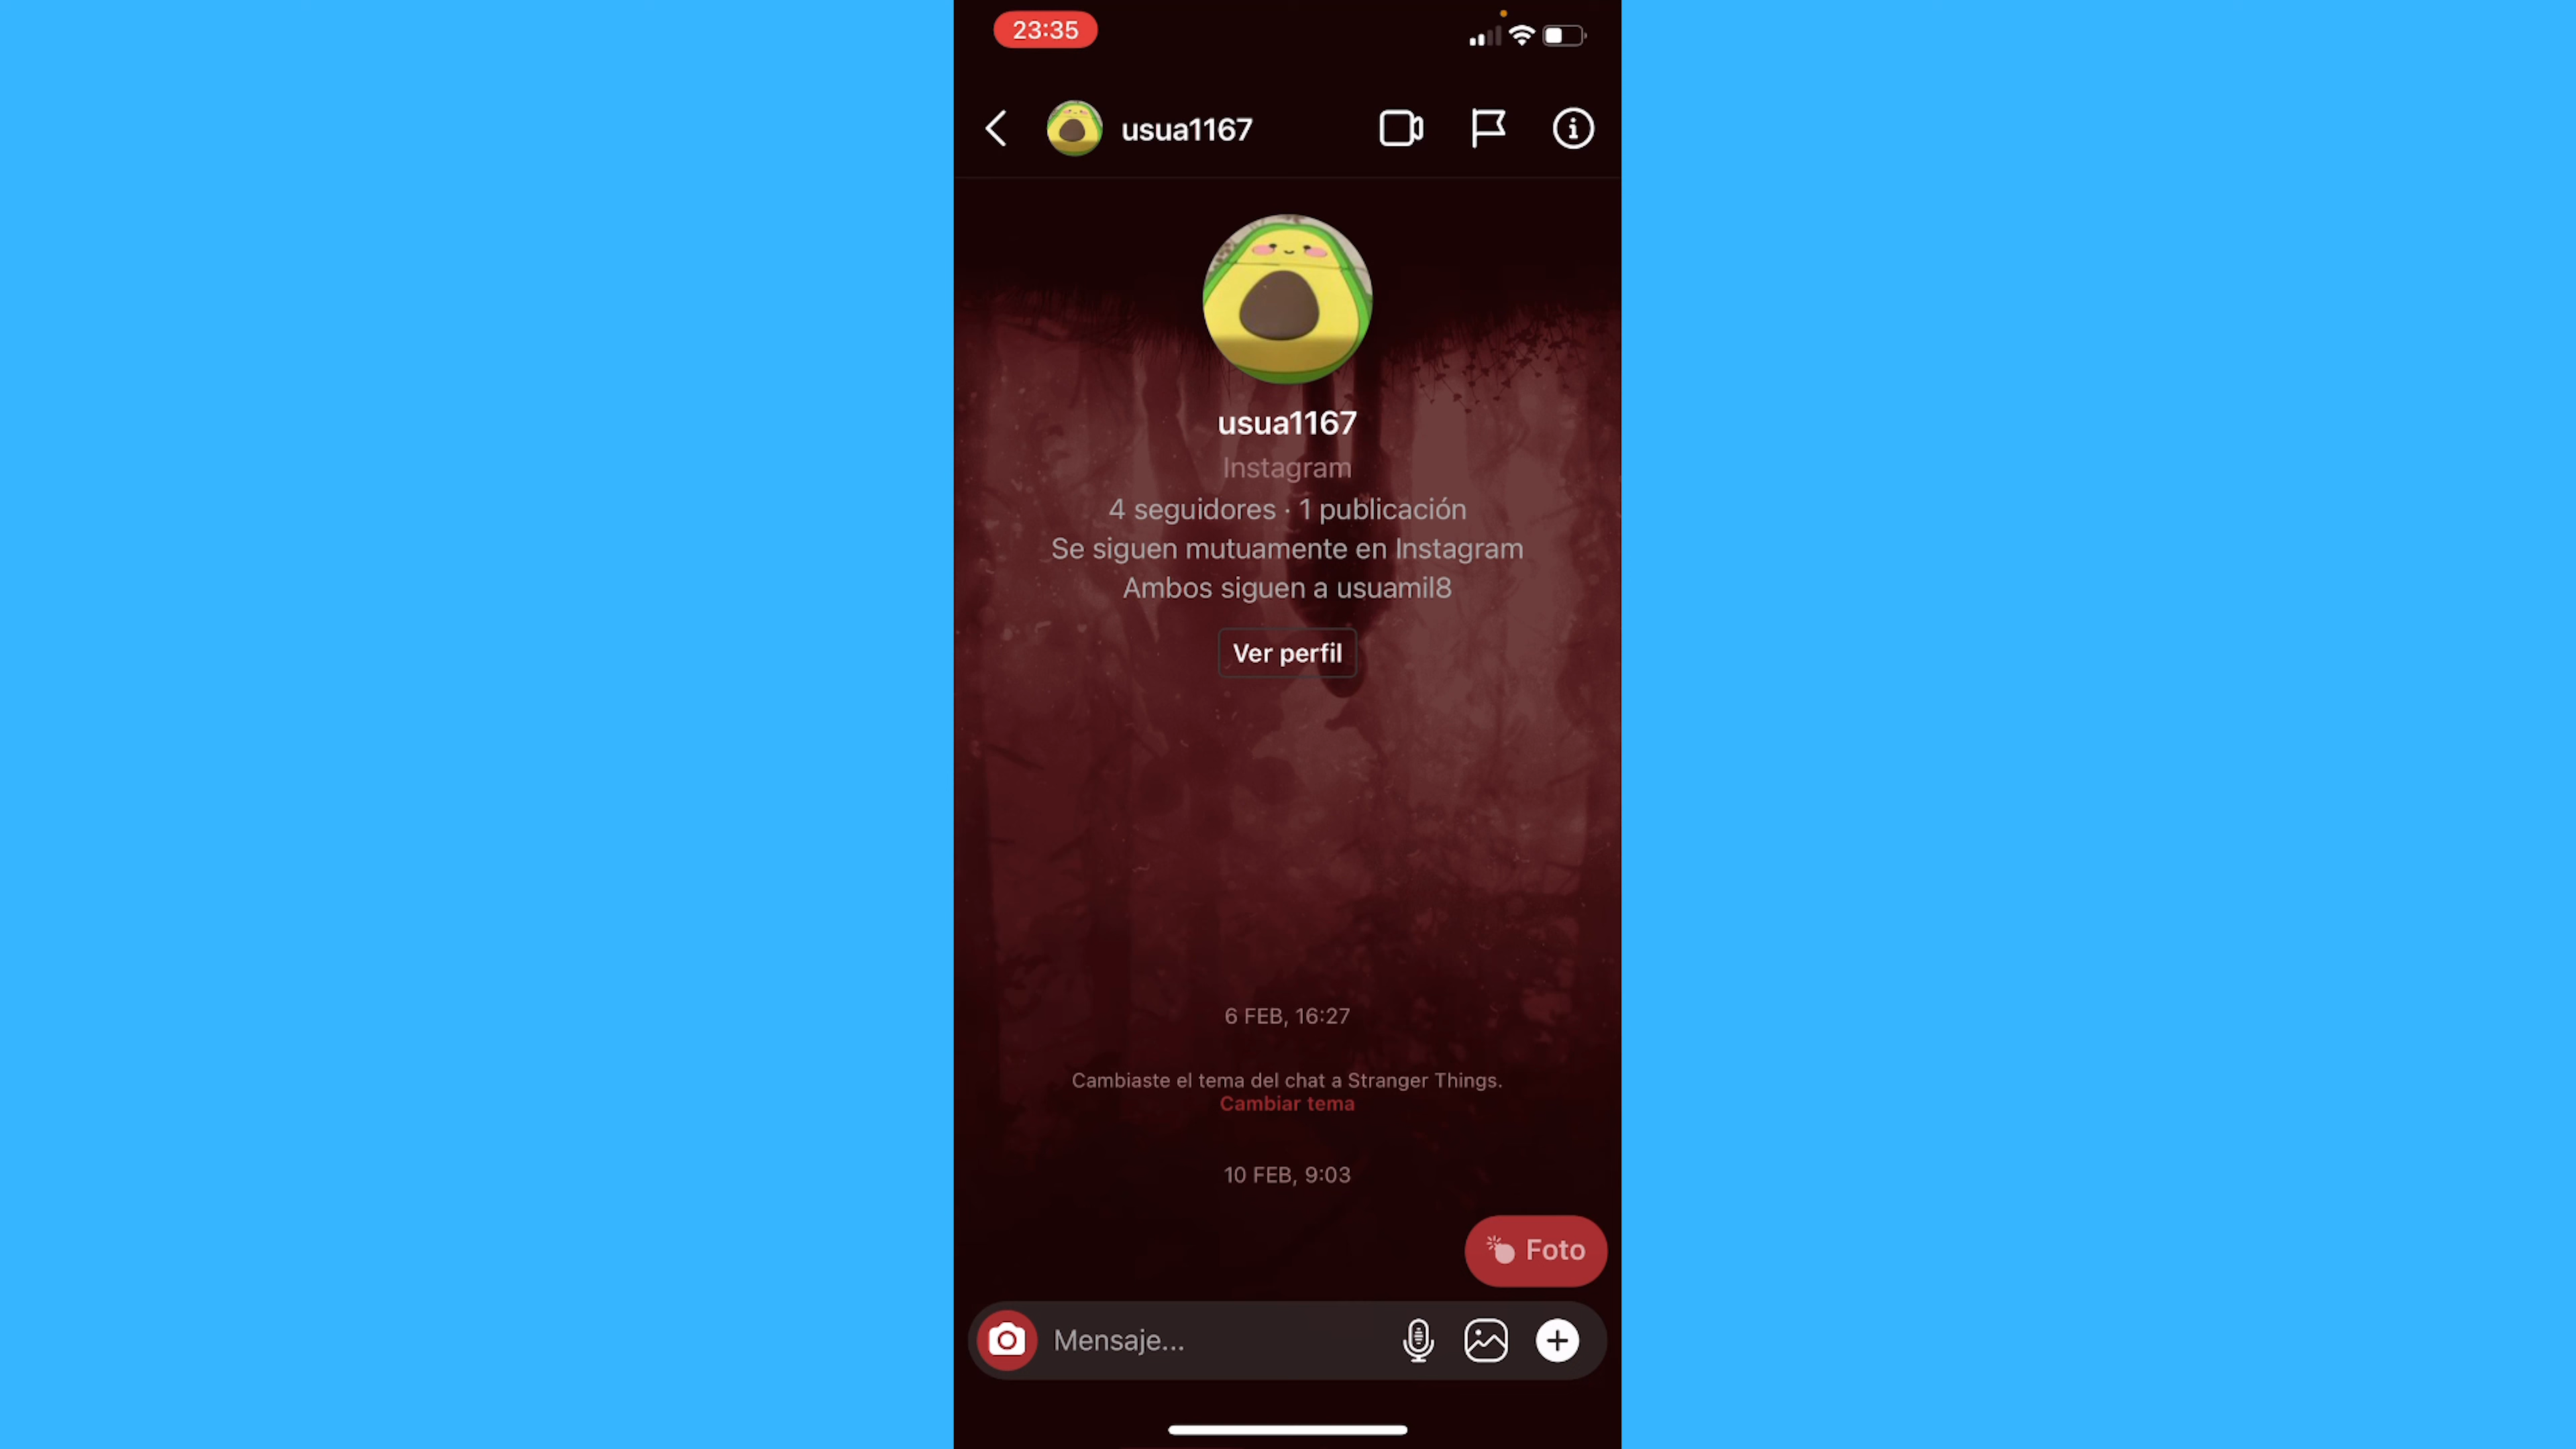 23:35
usua1167
usua1167
Instagram
4 seguidores · 1 publicación
Se siguen mutuamente en Instagram
Ambos siguen a usuamil8
Ver perfil
6 FEB, 16:27
Cambiaste el tema del chat a Stranger Things.
Cambiar tema
10 FEB, 9:03
Foto
Mensaje...